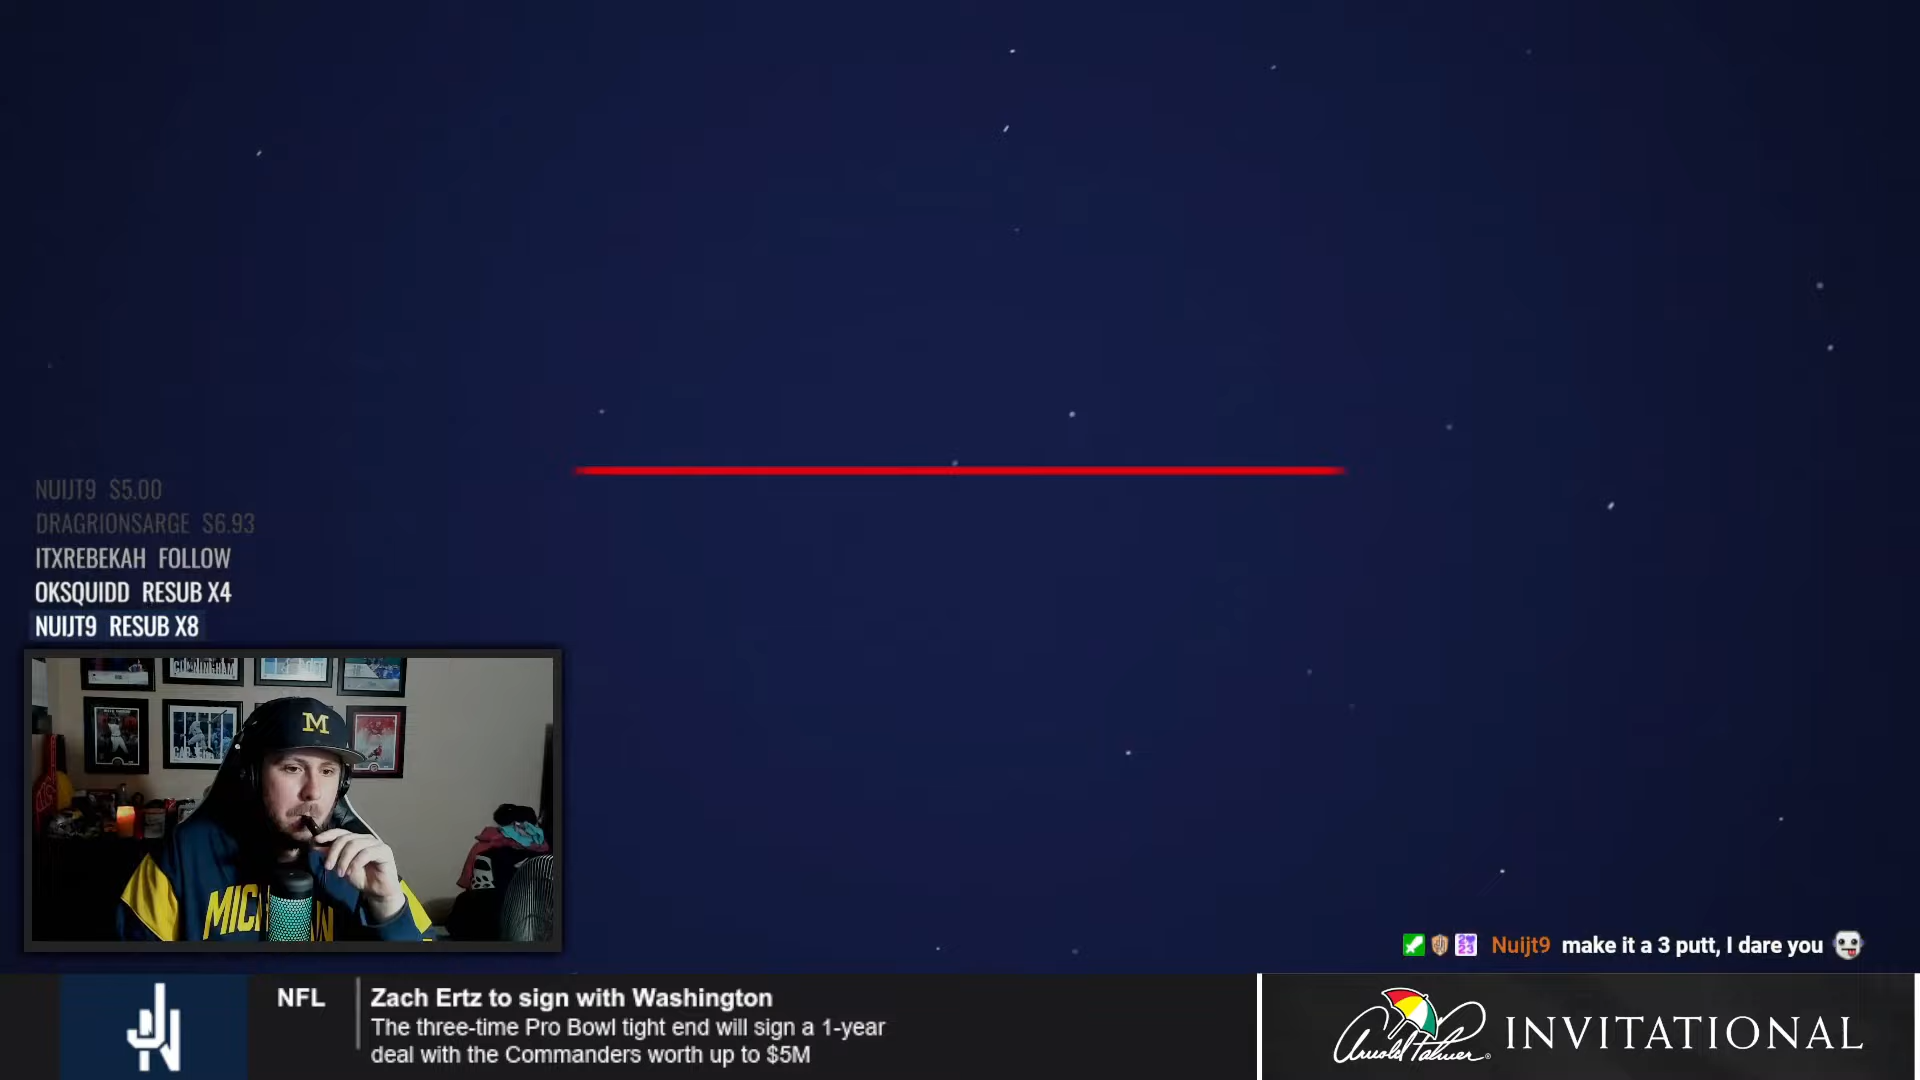 NUIJT9 $5.00
DRAGRIONSARGE $6.93
ITXREBEKAH FOLLOW
OKSQUIDD RESUB X4
NUIJT9 RESUB X8
CUNNINGHAM
M
Nuijt9 make it a 3 putt, I dare you
JN
NFL
Zach Ertz to sign with Washington
The three-time Pro Bowl tight end will sign a 1-year
deal with the Commanders worth up to $5M
Arnold Palmer
INVITATIONAL